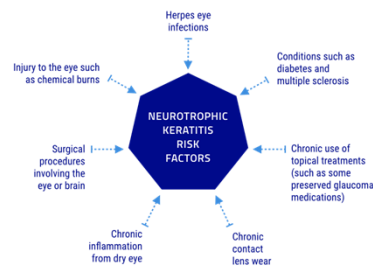 Herpes eye
infections
Conditions such as
diabetes and
multiple sclerosis
Chronic use of
topical treatments
(such as some
preserved glaucoma
medications)
Chronic
contact
lens wear
Chronic
inflammation
from dry eye
Surgical
procedures
involving the
eye or brain
Injury to the eye such
as chemical burns
NEUROTROPHIC
KERATITIS
RISK
FACTORS